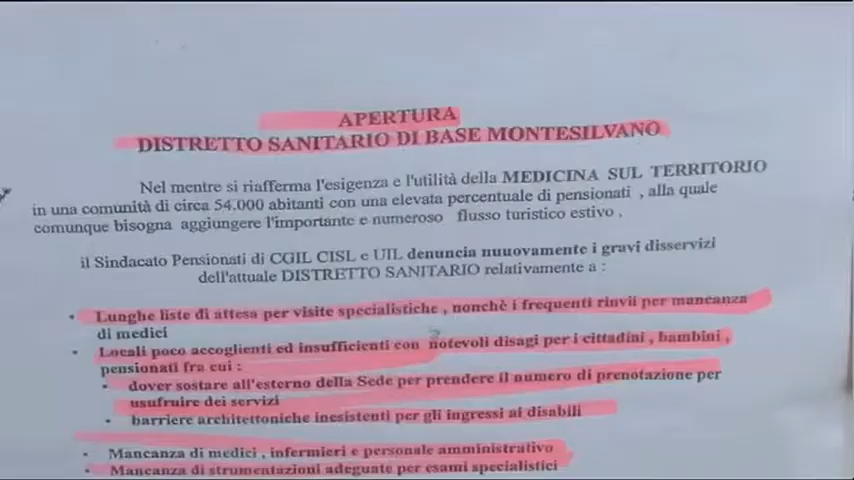 APERTURA
DISTRETTO SANITARIO DI BASE MONTESILVANO
Nel mentre si riafferma l'esigenza e l'utilità della MEDICINA SUL TERRITORIO
in una comunità di circa 54.000 abitanti con una elevata percentuale di pensionati , alla quale
comunque bisogna aggiungere l'importante e numeroso flusso turistico estivo .
il Sindacato Pensionati di CGIL CISL e UIL denuncia nuuovamente i gravi disservizi
dell'attuale DISTRETTO SANITARIO relativamente a :
• Lunghe liste di attesa per visite specialistiche , nonchè i frequenti rinvii per mancanza
di medici
• Locali poco accoglienti ed insufficienti con notevoli disagi per i cittadini , bambini ,
pensionati fra cui :
• dover sostare all'esterno della Sede per prendere il numero di prenotazione per
usufruire dei servizi
• barriere architettoniche inesistenti per gli ingressi ai disabili
• Mancanza di medici , infermieri e personale amministrativo
• Mancanza di strumentazioni adeguate per esami specialistici